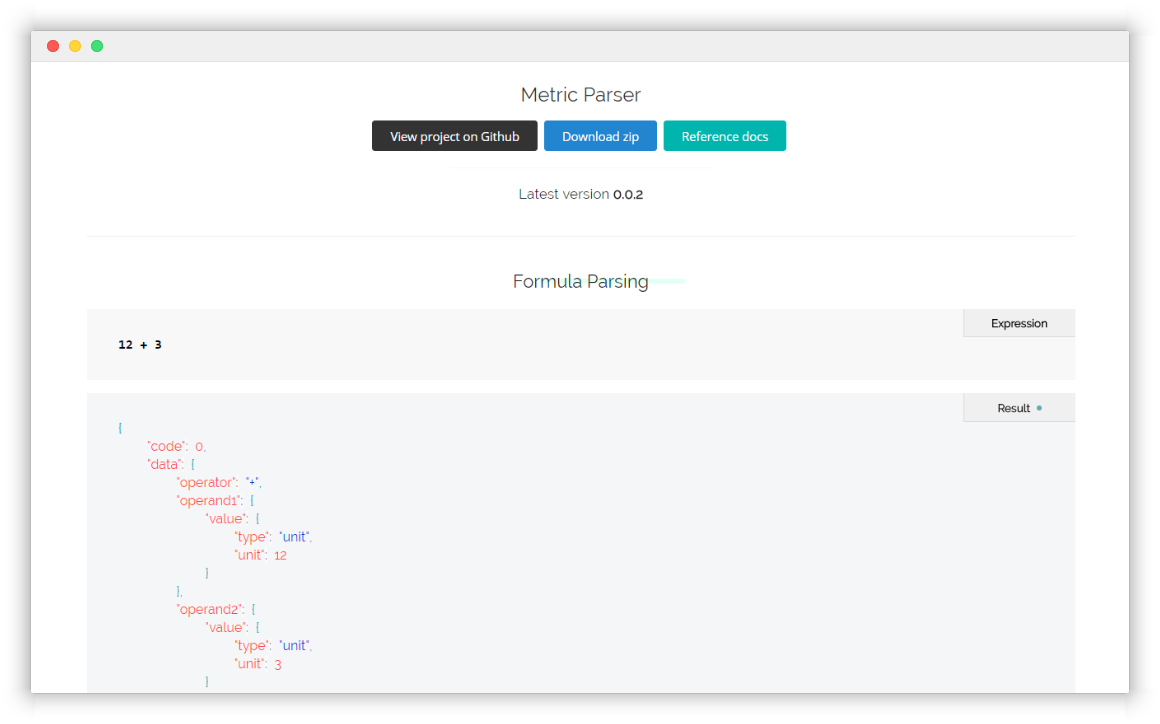 Metric Parser
View project on Github Download zip Reference docs
Latest version 0.0.2
Formula Parsing
Expression
12 + 3
Result
{
"code": 0,
"data": {
"operator": "+",
"operand1": {
"value": {
"type": "unit",
"unit": 12
}
},
"operand2": {
"value": {
"type": "unit",
"unit": 3
}